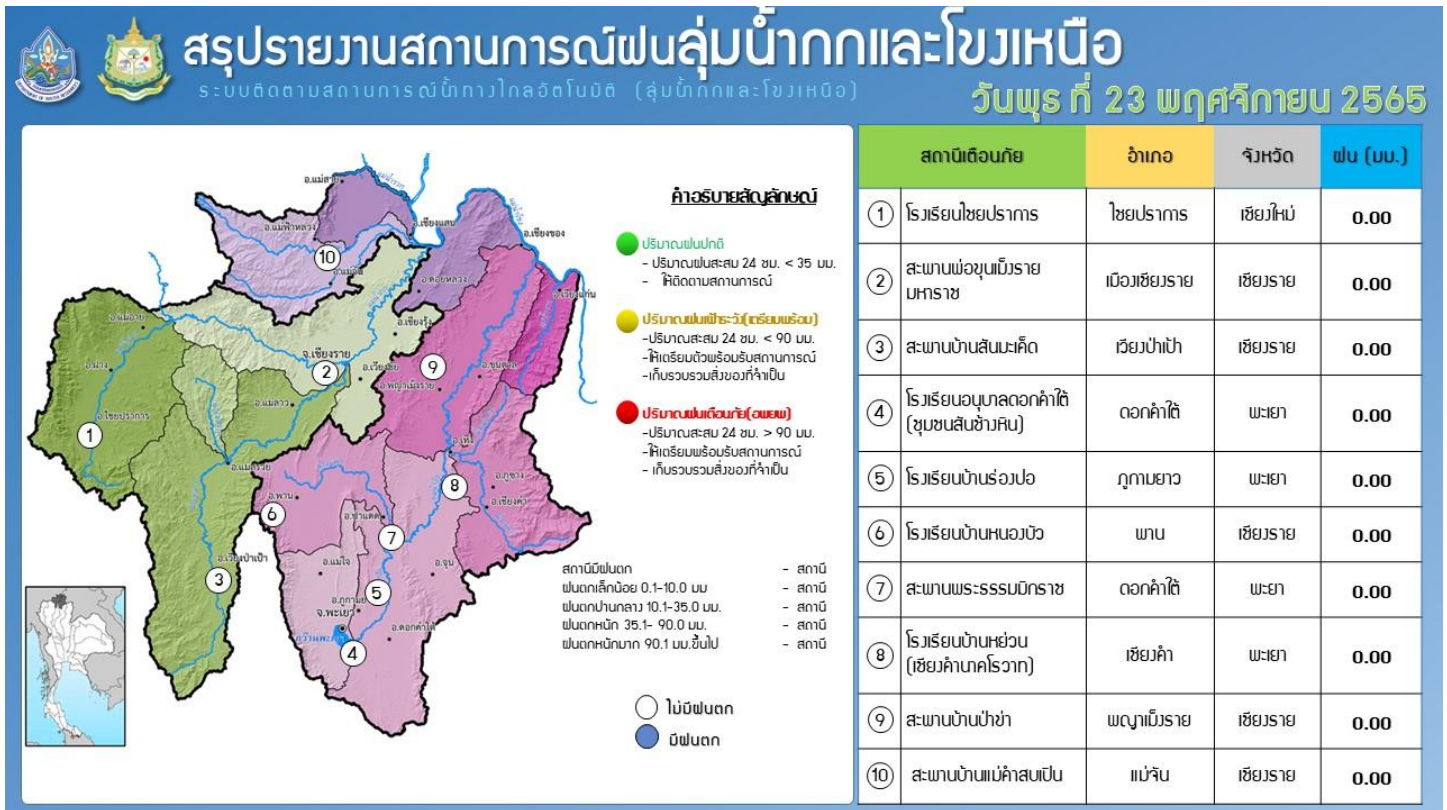 สรุปรายงานสถานการณ์ฝนลุ่มน้ำกกและโขงเหนือ
ระบบติดตามสถานการณ์น้ำทางไกลอัตโนมัติ (ลุ่มน้ำกกและโขงเหนือ)
วันพุธ ที่ 23 พฤศจิกายน 2565
อ.แม่สาย
อ.แม่ฟ้าหลวง
อ.เชียงแสน
อ.เชียงของ
10
อ.ดอยหลวง
อ.เวียงแก่น
อ.แม่อาย
อ.เชียงรุ้ง
จ.เชียงราย
2
อ.ฝาง
9
อ.ขุนตาล
อ.พญาเม็งราย
อ.แม่ลาว
อ.ไชยปราการ
1
อ.เทิง
อ.แม่สรวย
8
อ.ภูซาง
อ.เชียงคำ
อ.พาน
6
อ.ป่าแดด
7
อ.เวียงป่าเป้า
3
อ.แม่ใจ
อ.จุน
5
จ.พะเยา
อ.ดอกคำใต้
4
คำอธิบายสัญลักษณ์
ปริมาณฝนปกติ
- ปริมาณฝนสะสม 24 ชม. < 35 มม.
- ให้ติดตามสถานการณ์
ปริมาณฝนเฝ้าระวัง(เตรียมพร้อม)
-ปริมาณสะสม 24 ชม. < 90 มม.
-ให้เตรียมตัวพร้อมรับสถานการณ์
-เก็บรวบรวมสิ่งของที่จำเป็น
ปริมาณฝนเตือนภัย(อพยพ)
-ปริมาณสะสม 24 ชม. > 90 มม.
-ให้เตรียมพร้อมรับสถานการณ์
- เก็บรวบรวมสิ่งของที่จำเป็น
สถานีมีฝนตก - สถานี
ฝนตกเล็กน้อย 0.1-10.0 มม - สถานี
ฝนตกปานกลาง 10.1-35.0 มม. - สถานี
ฝนตกหนัก 35.1- 90.0 มม. - สถานี
ฝนตกหนักมาก 90.1 มม.ขึ้นไป - สถานี
ไม่มีฝนตก
มีฝนตก
สถานีเตือนภัย อำเภอ จังหวัด ฝน (มม.)
1 โรงเรียนไชยปราการ ไชยปราการ เชียงใหม่ 0.00
2 สะพานพ่อขุนเม็งราย
มหาราช เมืองเชียงราย เชียงราย 0.00
3 สะพานบ้านสันมะเค็ด เวียงป่าเป้า เชียงราย 0.00
4 โรงเรียนอนุบาลดอกคำใต้
(ชุมชนสันช้างหิน) ดอกคำใต้ พะเยา 0.00
5 โรงเรียนบ้านร่องปอ ภูกามยาว พะเยา 0.00
6 โรงเรียนบ้านหนองบัว พาน เชียงราย 0.00
7 สะพานพระธรรมมิกราช ดอกคำใต้ พะยา 0.00
8 โรงเรียนบ้านหย่วน
(เชียงคำนาคโรวาท) เชียงคำ พะเยา 0.00
9 สะพานบ้านป่าข่า พญาเม็งราย เชียงราย 0.00
10 สะพานบ้านแม่คำสบเปิน แม่จัน เชียงราย 0.00